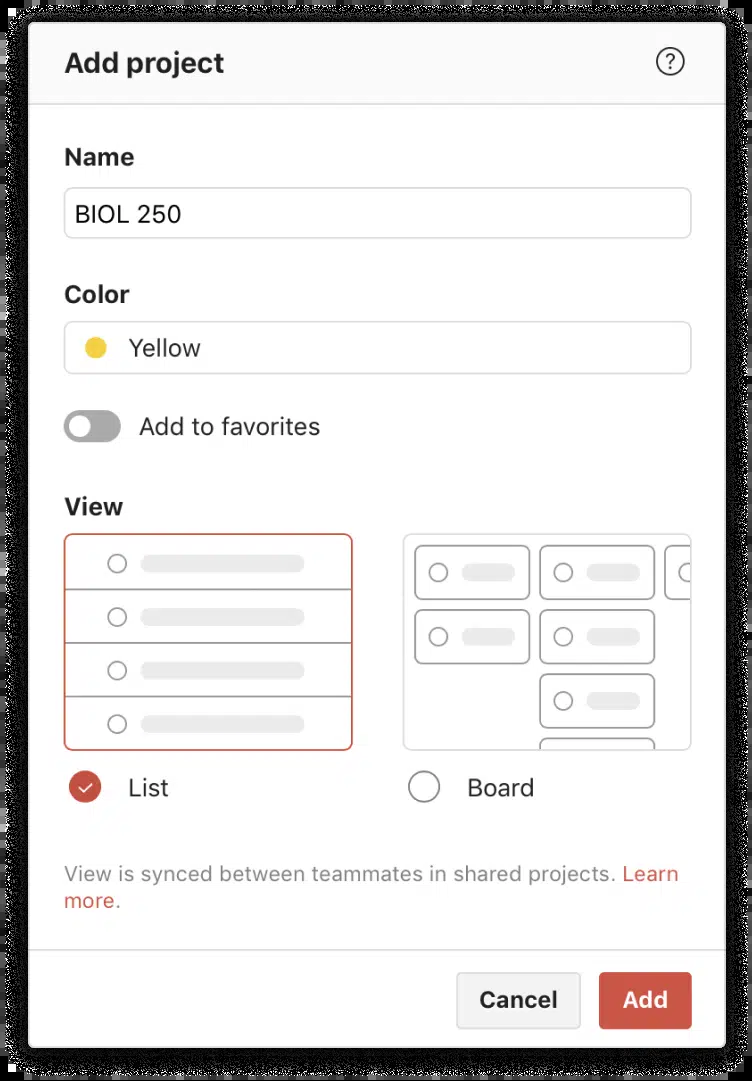 Add project
?
Name
BIOL 250
Color
Yellow
Add to favorites
View
List
Board
View is synced between teammates in shared projects. Learn
more.
Cancel
Add